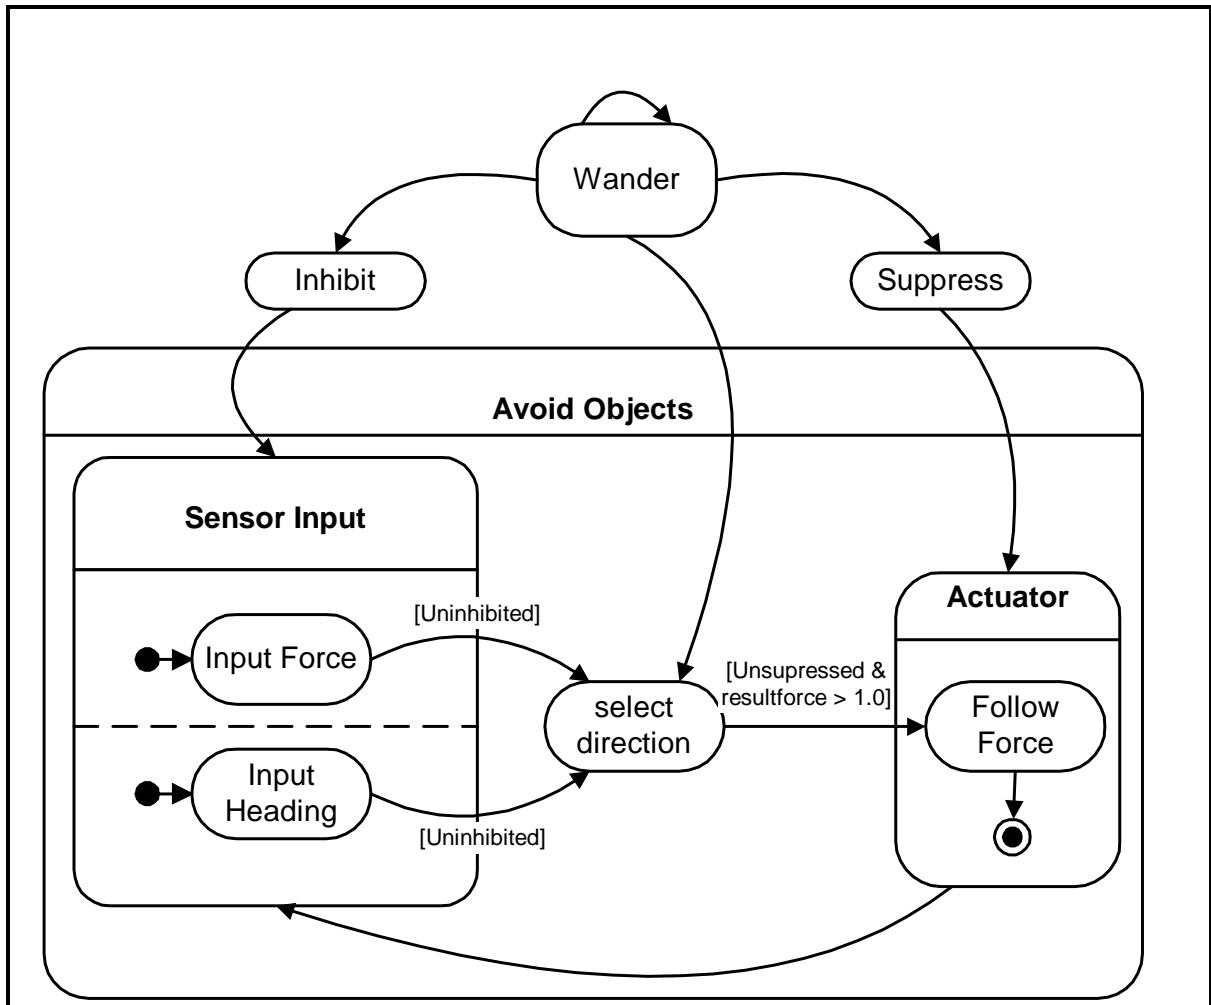 Wander
Inhibit
Suppress
Avoid Objects
Sensor Input
[Uninhibited]
Input Force
Input
Heading
[Uninhibited]
select
direction
[Unsupressed &
resultforce > 1.0]
Actuator
Follow
Force